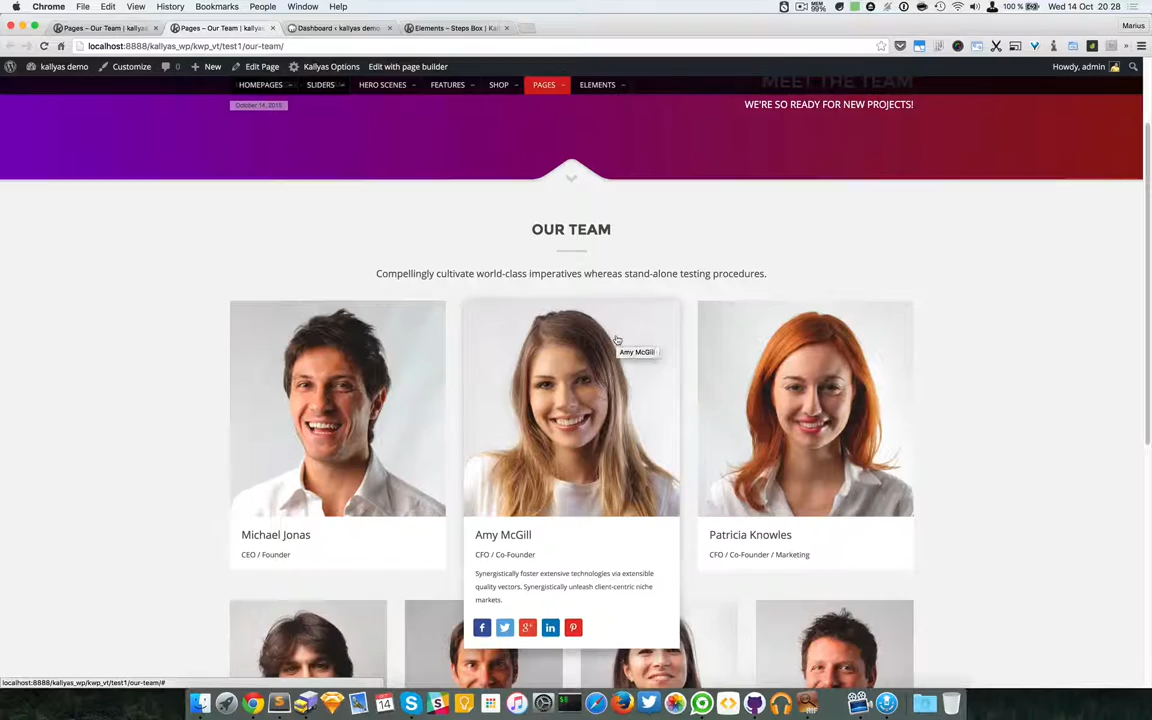 Chrome File Edit View History Bookmarks People Window Help 100 % Wed 14 Oct 20 28
Pages – Our Team | kallyas Pages – Our Team | kallyas Dashboard ‹ kallyas demo Elements – Steps Box | Kal Marius
localhost:8888/kallyas_wp/kwp_vt/test1/our-team/
kallyas demo Customize 0 New Edit Page Kallyas Options Edit with page builder Howdy, admin
MEET THE TEAM
HOMEPAGES SLIDERS HERO SCENES FEATURES SHOP PAGES ELEMENTS
October 14, 2015
WE'RE SO READY FOR NEW PROJECTS!
OUR TEAM
Compellingly cultivate world-class imperatives whereas stand-alone testing procedures.
Amy McGill
Michael Jonas
CEO / Founder
Amy McGill
CFO / Co-Founder
Synergistically foster extensive technologies via extensible
quality vectors. Synergistically unleash client-centric niche
markets.
Patricia Knowles
CFO / Co-Founder / Marketing
localhost:8888/kallyas_wp/kwp_vt/test1/our-team/#